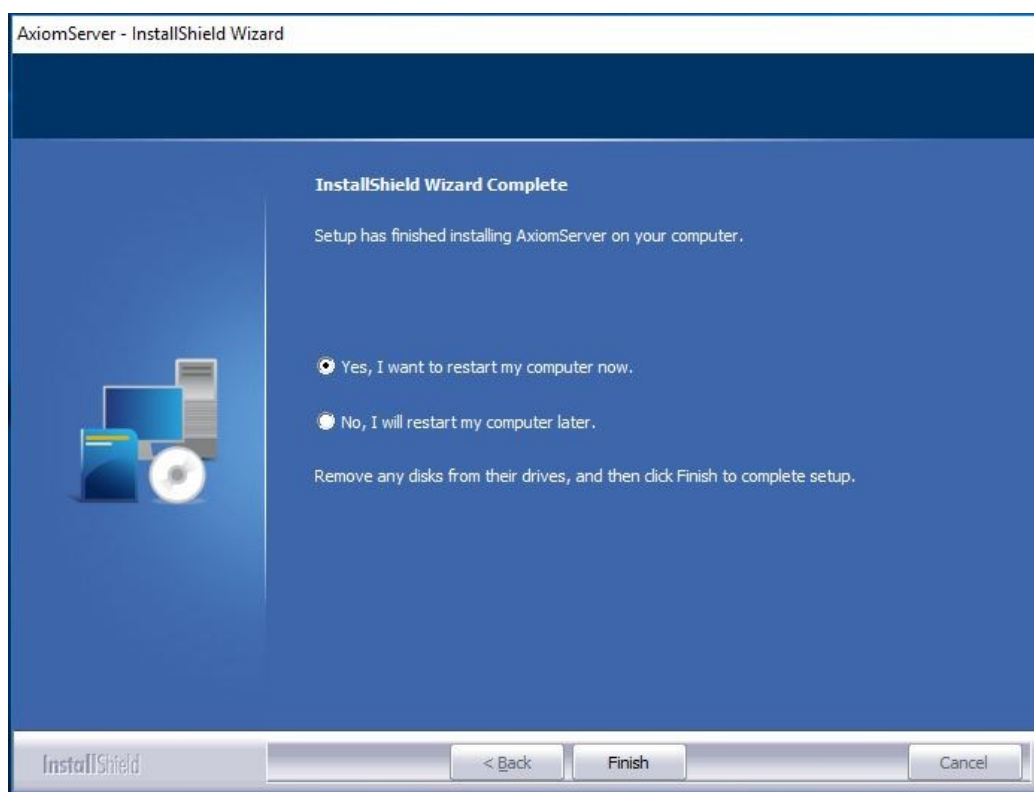 AxiomServer - InstallShield Wizard
InstallShield Wizard Complete
Setup has finished installing AxiomServer on your computer.
Yes, I want to restart my computer now.
No, I will restart my computer later.
Remove any disks from their drives, and then click Finish to complete setup.
InstallShield
< Back
Finish
Cancel